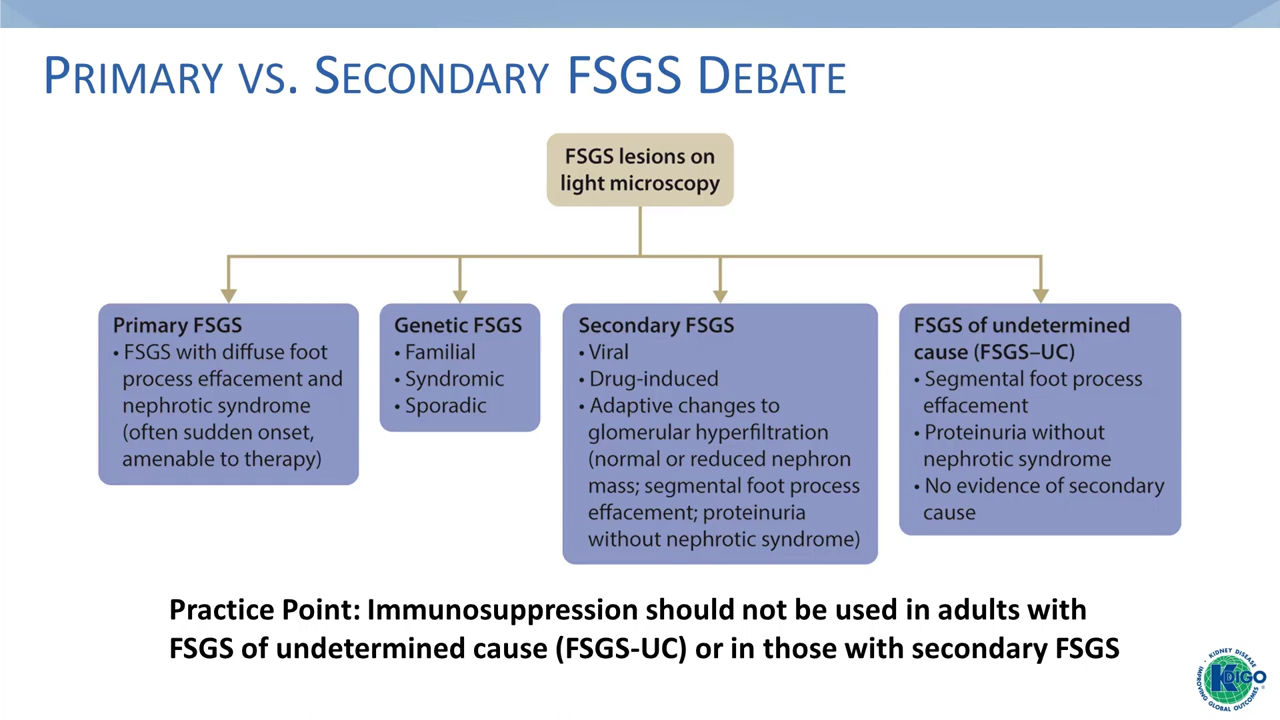 PRIMARY VS. SECONDARY FSGS DEBATE
FSGS lesions on
light microscopy
Primary FSGS
• FSGS with diffuse foot
process effacement and
nephrotic syndrome
(often sudden onset,
amenable to therapy)
Genetic FSGS
• Familial
• Syndromic
• Sporadic
Secondary FSGS
• Viral
• Drug-induced
• Adaptive changes to
glomerular hyperfiltration
(normal or reduced nephron
mass; segmental foot process
effacement; proteinuria
without nephrotic syndrome)
FSGS of undetermined
cause (FSGS–UC)
• Segmental foot process
effacement
• Proteinuria without
nephrotic syndrome
• No evidence of secondary
cause
Practice Point: Immunosuppression should not be used in adults with
FSGS of undetermined cause (FSGS-UC) or in those with secondary FSGS
KIDNEY DISEASE
KDIGO
IMPROVING GLOBAL OUTCOMES
®